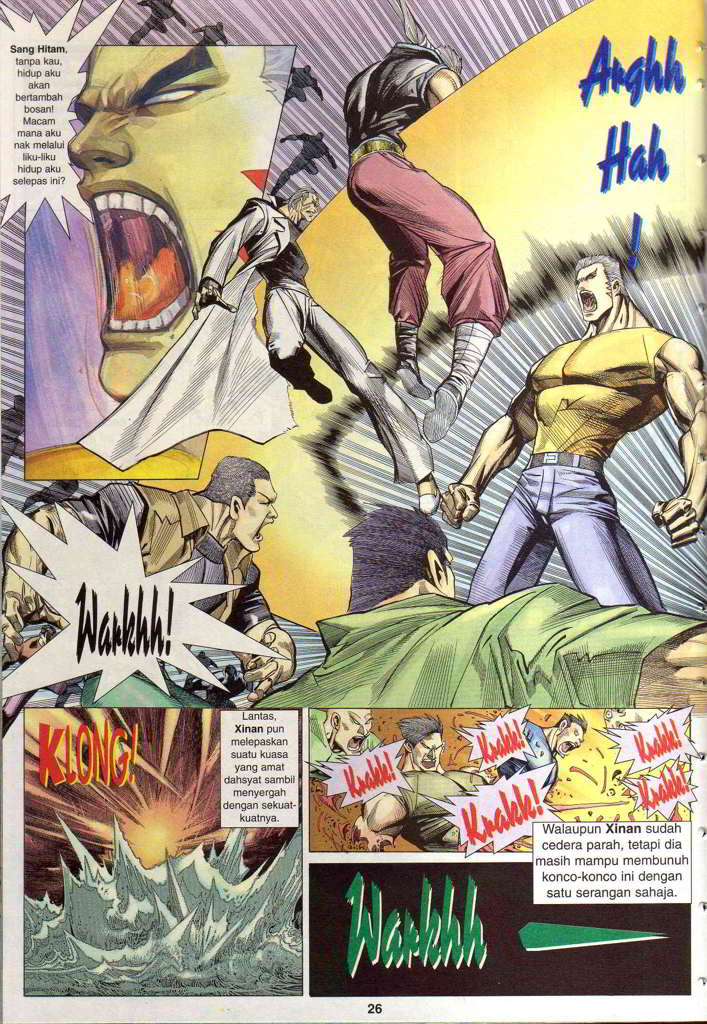 Sang Hitam,
tanpa kau,
hidup aku
akan
bertambah
bosan!
Macam
mana aku
nak melalui
liku-liku
hidup aku
selepas ini?
Arghh
Hah
!
Warkhh!
KLONG!
Lantas,
Xinan pun
melepaskan
suatu kuasa
yang amat
dahsyat sambil
menyergah
dengan sekuat-
kuatnya.
Krakk!
Krakk!
Krakk!
Krakk!
Krakk!
Walaupun Xinan sudah
cedera parah, tetapi dia
masih mampu membunuh
konco-konco ini dengan
satu serangan sahaja.
Warkhh
!
26